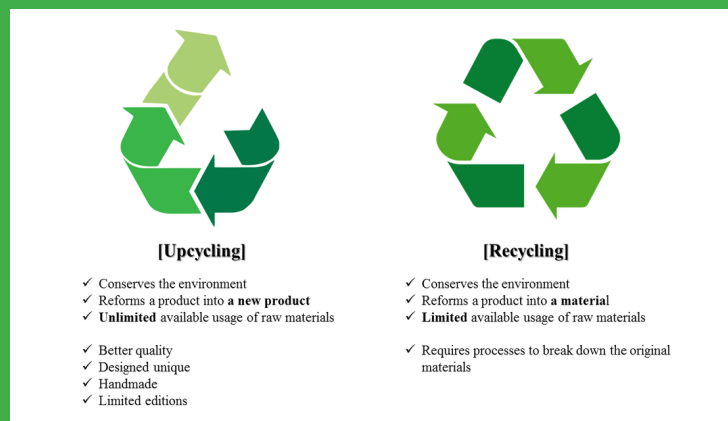 [Upcycling]
✓ Conserves the environment
✓ Reforms a product into a new product
✓ Unlimited available usage of raw materials
✓ Better quality
✓ Designed unique
✓ Handmade
✓ Limited editions
[Recycling]
✓ Conserves the environment
✓ Reforms a product into a material
✓ Limited available usage of raw materials
✓ Requires processes to break down the original
materials